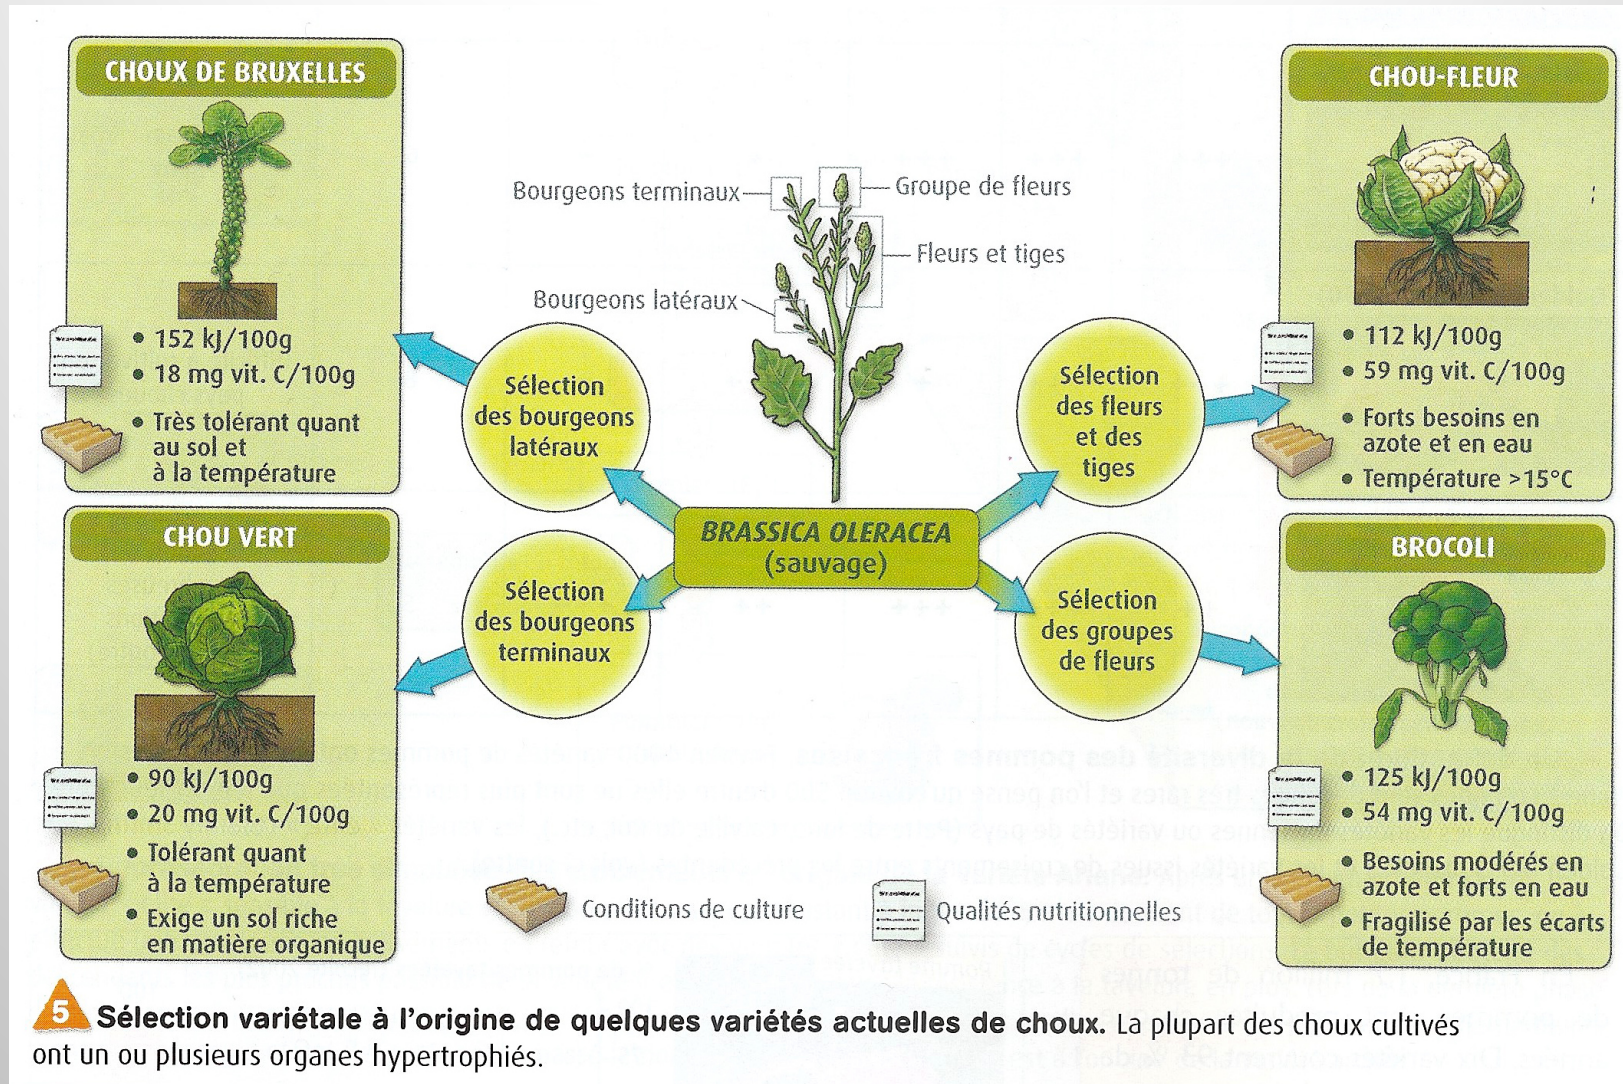 CHOUX DE BRUXELLES
• 152 kJ/100g
• 18 mg vit. C/100g
• Très tolérant quant
au sol et
à la température
CHOU VERT
• 90 kJ/100g
• 20 mg vit. C/100g
• Tolérant quant
à la température
• Exige un sol riche
en matière organique
Bourgeons terminaux
Groupe de fleurs
Fleurs et tiges
Bourgeons latéraux
Sélection
des bourgeons
latéraux
Sélection
des fleurs
et des
tiges
BRASSICA OLERACEA
(sauvage)
Sélection
des bourgeons
terminaux
Sélection
des groupes
de fleurs
Conditions de culture
Qualités nutritionnelles
CHOU-FLEUR
• 112 kJ/100g
• 59 mg vit. C/100g
• Forts besoins en
azote et en eau
• Température >15°C
BROCOLI
• 125 kJ/100g
• 54 mg vit. C/100g
• Besoins modérés en
azote et forts en eau
• Fragilisé par les écarts
de température
5 Sélection variétale à l'origine de quelques variétés actuelles de choux. La plupart des choux cultivés
ont un ou plusieurs organes hypertrophiés.